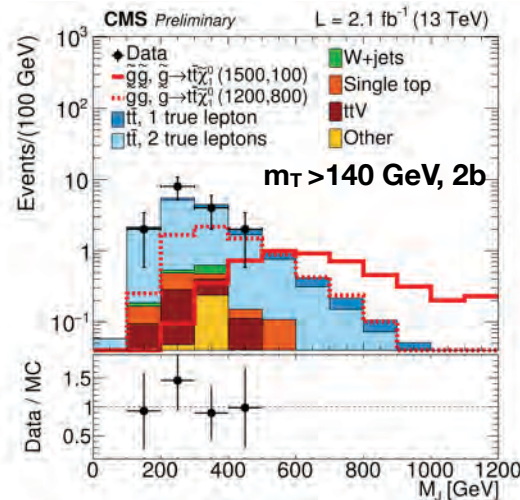 CMS Preliminary L = 2.1 fb⁻¹ (13 TeV)
Events/(100 GeV)
10³
10²
10
1
10⁻¹
Data
g̃g̃, g̃→tt̄χ̃⁰₁ (1500,100)
g̃g̃, g̃→tt̄χ̃⁰₁ (1200,800)
tt̄, 1 true lepton
tt̄, 2 true leptons
W+jets
Single top
ttV
Other
mT >140 GeV, 2b
Data / MC
1.5
1
0.5
0 200 400 600 800 1000 1200
MJ [GeV]